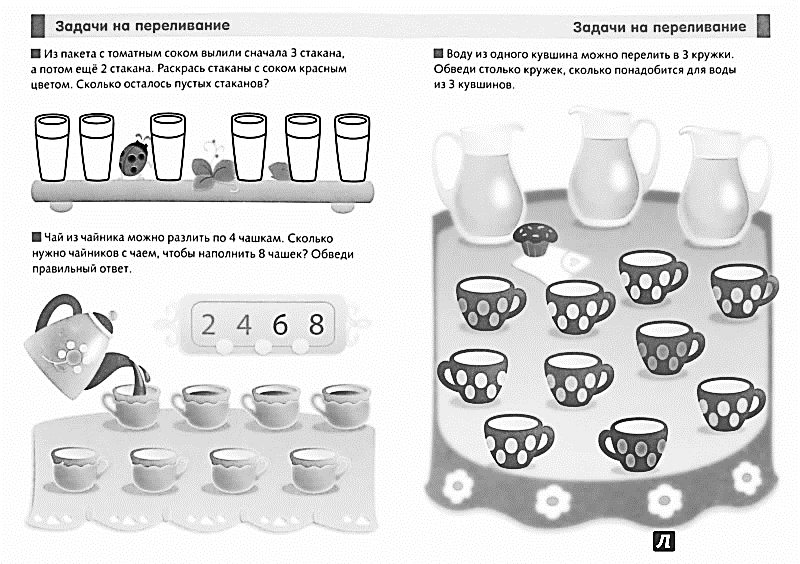 Задачи на переливание
Из пакета с томатным соком вылили сначала 3 стакана,
а потом ещё 2 стакана. Раскрась стаканы с соком красным
цветом. Сколько осталось пустых стаканов?
Чай из чайника можно разлить по 4 чашкам. Сколько
нужно чайников с чаем, чтобы наполнить 8 чашек? Обведи
правильный ответ.
2 4 6 8
Задачи на переливание
Воду из одного кувшина можно перелить в 3 кружки.
Обведи столько кружек, сколько понадобится для воды
из 3 кувшинов.
Л